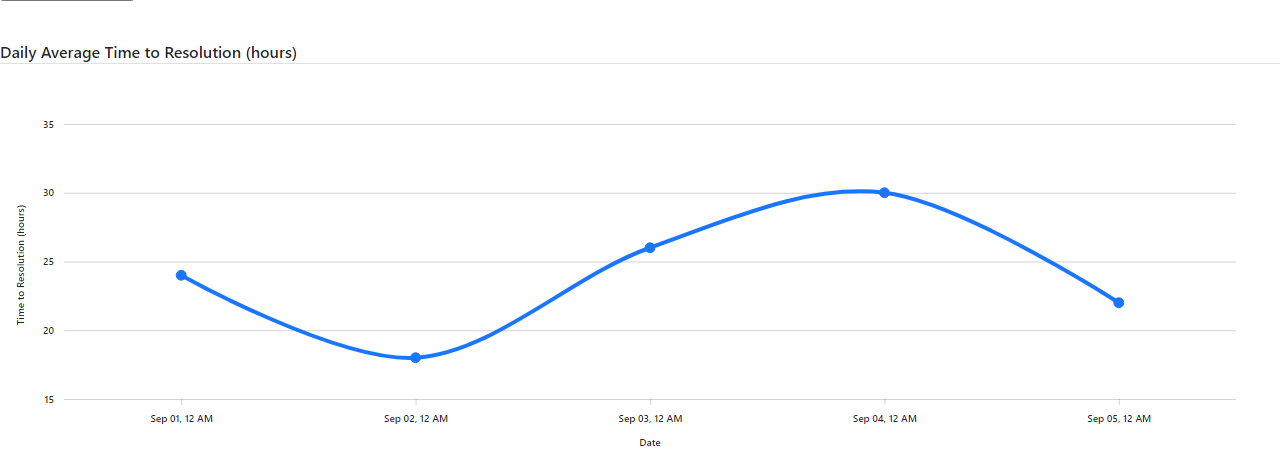 Daily Average Time to Resolution (hours)
Time to Resolution (hours)
35
30
25
20
15
Sep 01, 12 AM
Sep 02, 12 AM
Sep 03, 12 AM
Sep 04, 12 AM
Sep 05, 12 AM
Date